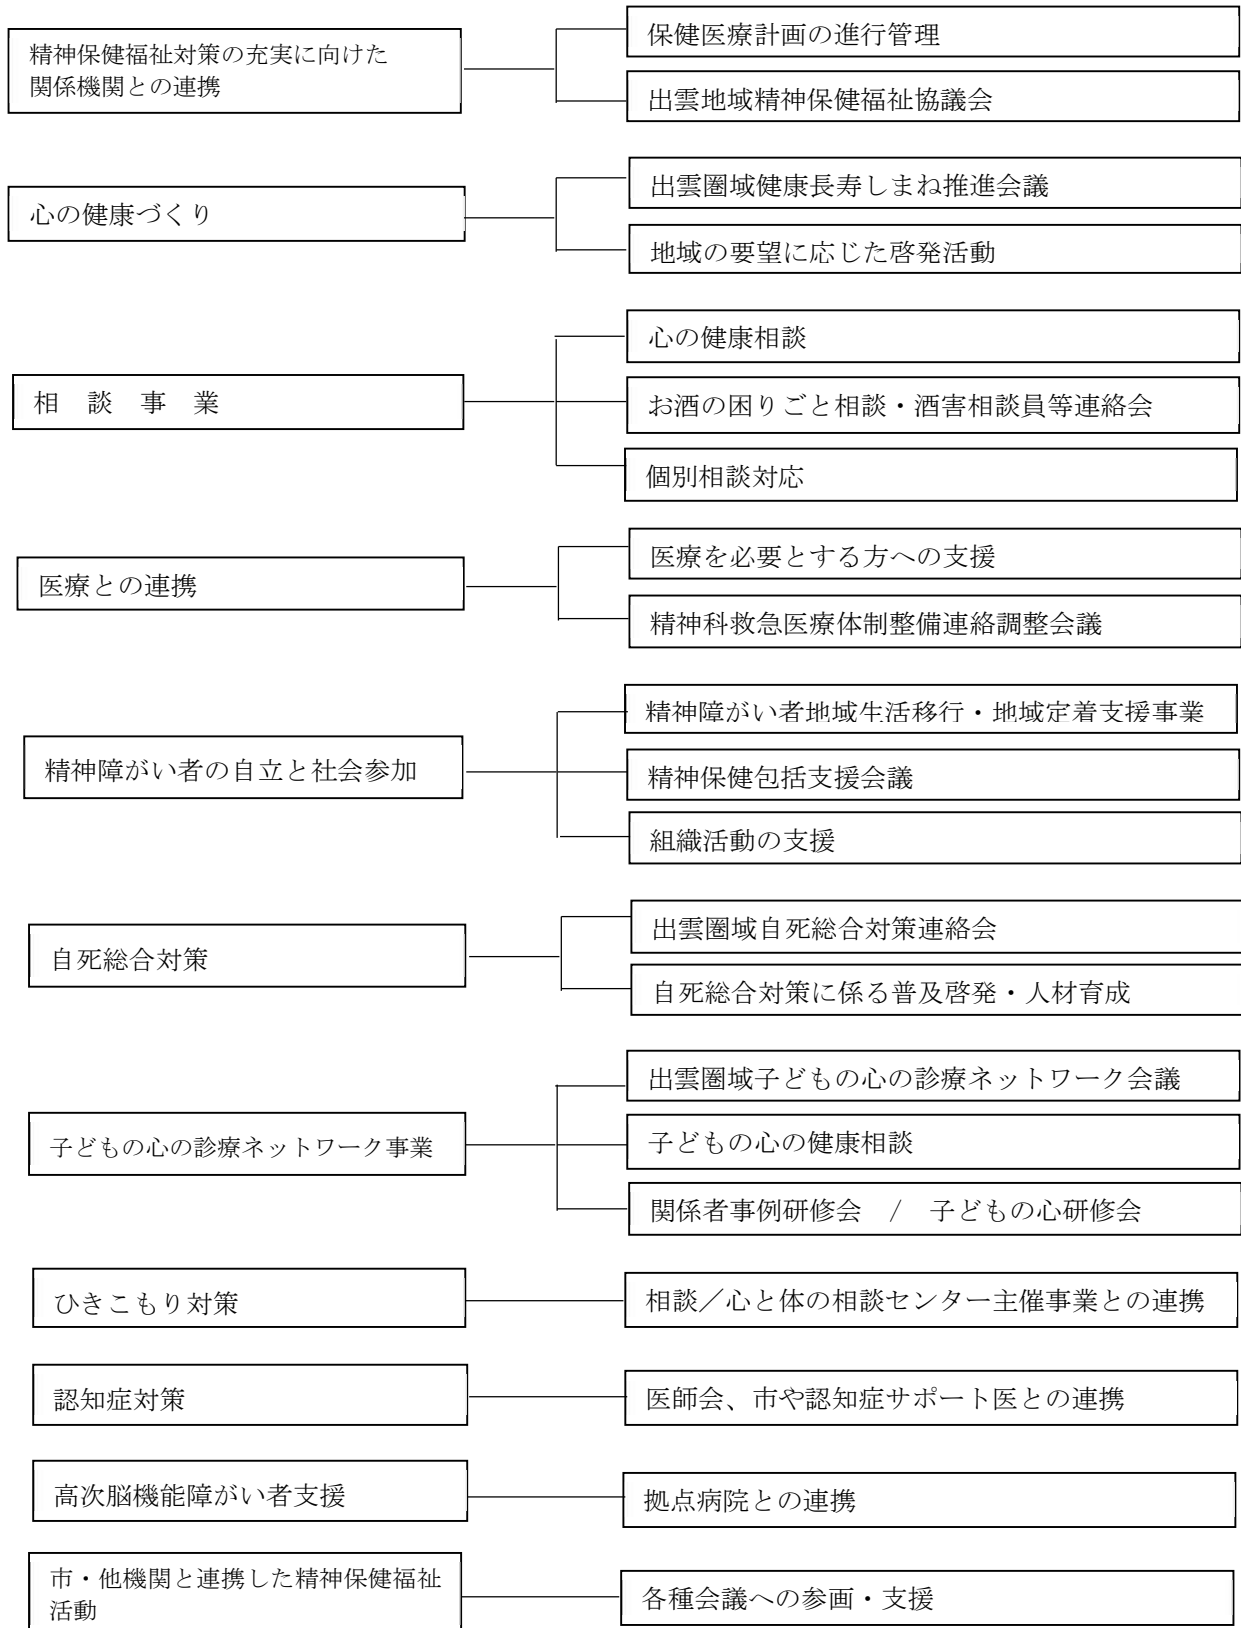 精神保健福祉対策の充実に向けた
関係機関との連携
保健医療計画の進行管理
出雲地域精神保健福祉協議会
心の健康づくり
出雲圏域健康長寿しまね推進会議
地域の要望に応じた啓発活動
相　談　事　業
心の健康相談
お酒の困りごと相談・酒害相談員等連絡会
個別相談対応
医療との連携
医療を必要とする方への支援
精神科救急医療体制整備連絡調整会議
精神障がい者の自立と社会参加
精神障がい者地域生活移行・地域定着支援事業
精神保健包括支援会議
組織活動の支援
自死総合対策
出雲圏域自死総合対策連絡会
自死総合対策に係る普及啓発・人材育成
子どもの心の診療ネットワーク事業
出雲圏域子どもの心の診療ネットワーク会議
子どもの心の健康相談
関係者事例研修会　/　子どもの心研修会
ひきこもり対策
相談／心と体の相談センター主催事業との連携
認知症対策
医師会、市や認知症サポート医との連携
高次脳機能障がい者支援
拠点病院との連携
市・他機関と連携した精神保健福祉
活動
各種会議への参画・支援